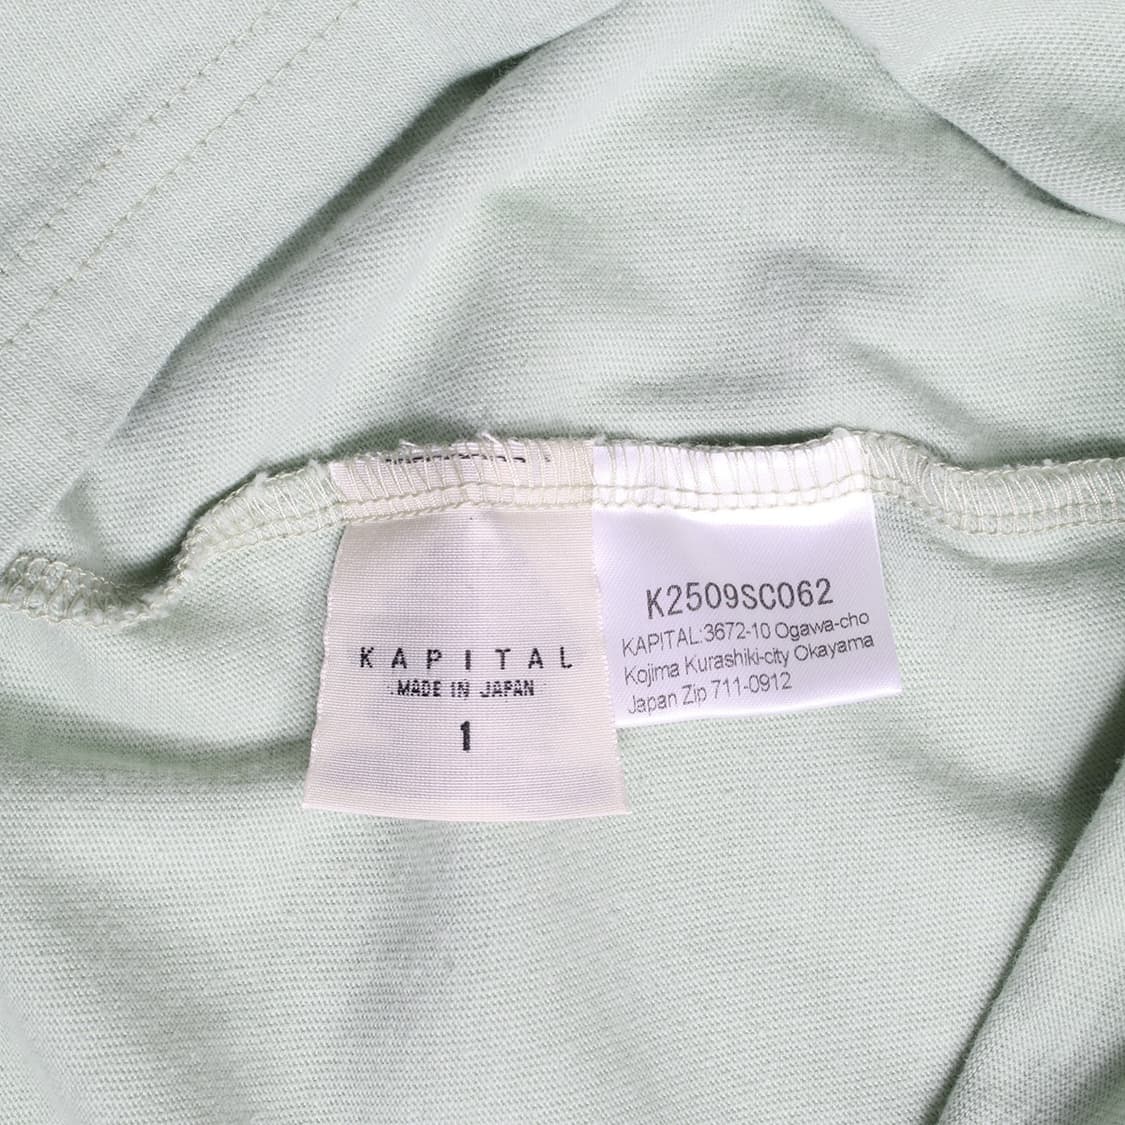 KAPITAL
MADE IN JAPAN
1
K2509SC062
KAPITAL:3672-10 Ogawa-cho
Kojima Kurashiki-city Okayama
Japan Zip 711-0912